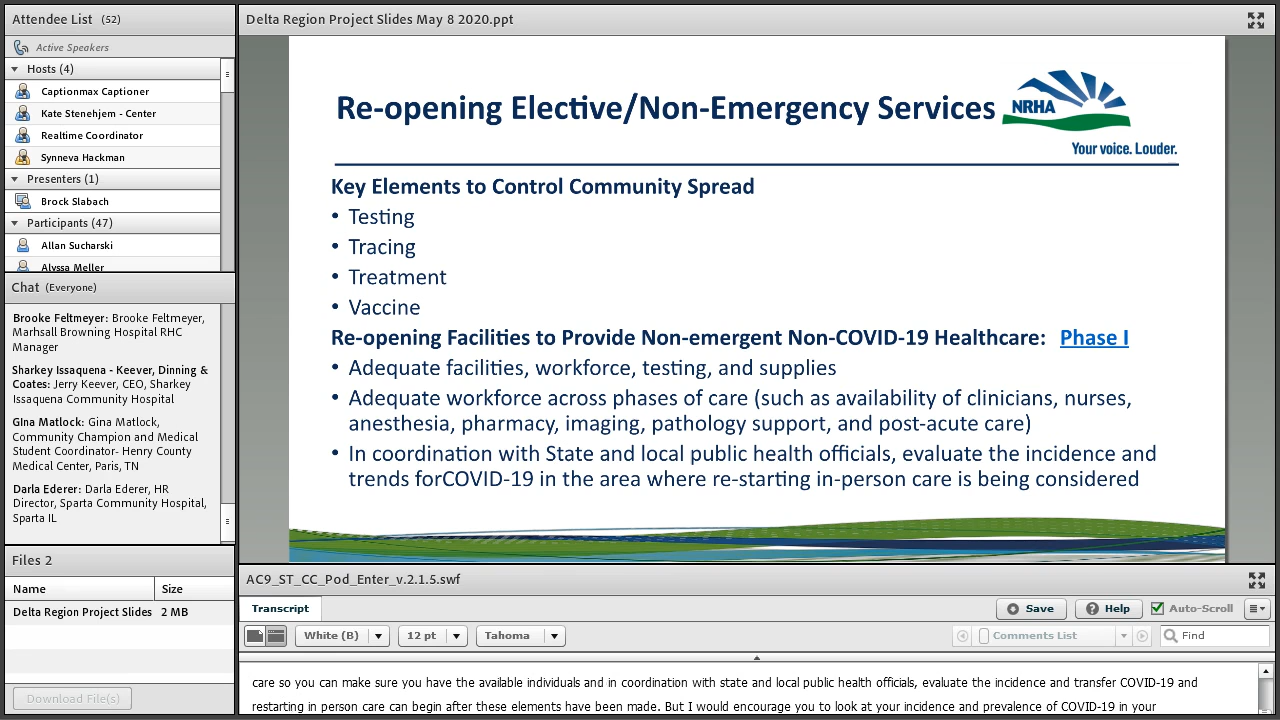 Attendee List (52)
Active Speakers
Hosts (4)
Captionmax Captioner
Kate Stenehjem - Center
Realtime Coordinator
Synneva Hackman
Presenters (1)
Brock Slabach
Participants (47)
Allan Sucharski
Alyssa Meller
Chat (Everyone)
Brooke Feltmeyer: Brooke Feltmeyer,
Marhsall Browning Hospital RHC
Manager
Sharkey Issaquena - Keever, Dinning &
Coates: Jerry Keever, CEO, Sharkey
Issaquena Community Hospital
Gina Matlock: Gina Matlock,
Community Champion and Medical
Student Coordinator- Henry County
Medical Center, Paris, TN
Darla Ederer: Darla Ederer, HR
Director, Sparta Community Hospital,
Sparta IL
Files 2
Name Size
Delta Region Project Slides 2 MB
Download File(s)
Delta Region Project Slides May 8 2020.ppt
Re-opening Elective/Non-Emergency Services
NRHA
Your voice. Louder.
Key Elements to Control Community Spread
• Testing
• Tracing
• Treatment
• Vaccine
Re-opening Facilities to Provide Non-emergent Non-COVID-19 Healthcare: Phase I
• Adequate facilities, workforce, testing, and supplies
• Adequate workforce across phases of care (such as availability of clinicians, nurses,
anesthesia, pharmacy, imaging, pathology support, and post-acute care)
• In coordination with State and local public health officials, evaluate the incidence and
trends forCOVID-19 in the area where re-starting in-person care is being considered
AC9_ST_CC_Pod_Enter_v.2.1.5.swf
Transcript Save Help Auto-Scroll
White (B) 12 pt Tahoma Comments List Find
care so you can make sure you have the available individuals and in coordination with state and local public health officials, evaluate the incidence and transfer COVID-19 and
restarting in person care can begin after these elements have been made. But I would encourage you to look at your incidence and prevalence of COVID-19 in your